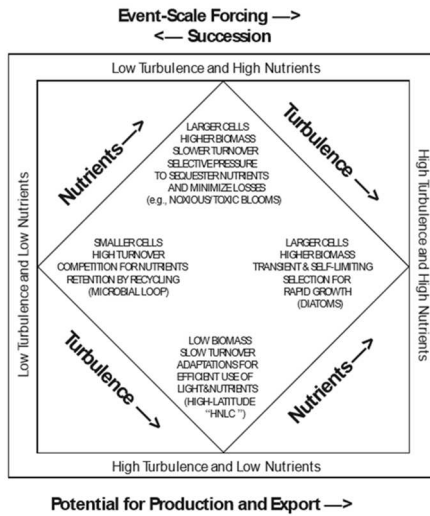 Event-Scale Forcing —>
<— Succession
Low Turbulence and High Nutrients
Nutrients —>
Turbulence —>
LARGER CELLS
HIGHER BIOMASS
SLOWER TURNOVER
SELECTIVE PRESSURE
TO SEQUESTER NUTRIENTS
AND MINIMIZE LOSSES
(e.g., NOXIOUS/TOXIC BLOOMS)
Low Turbulence and Low Nutrients
High Turbulence and High Nutrients
SMALLER CELLS
HIGH TURNOVER
COMPETITION FOR NUTRIENTS
RETENTION BY RECYCLING
(MICROBIAL LOOP)
LARGER CELLS
HIGHER BIOMASS
TRANSIENT & SELF-LIMITING
SELECTION FOR
RAPID GROWTH
(DIATOMS)
Turbulence —>
Nutrients —>
LOW BIOMASS
SLOW TURNOVER
ADAPTATIONS FOR
EFFICIENT USE OF
LIGHT&NUTRIENTS
(HIGH-LATITUDE
"HNLC")
High Turbulence and Low Nutrients
Potential for Production and Export —>